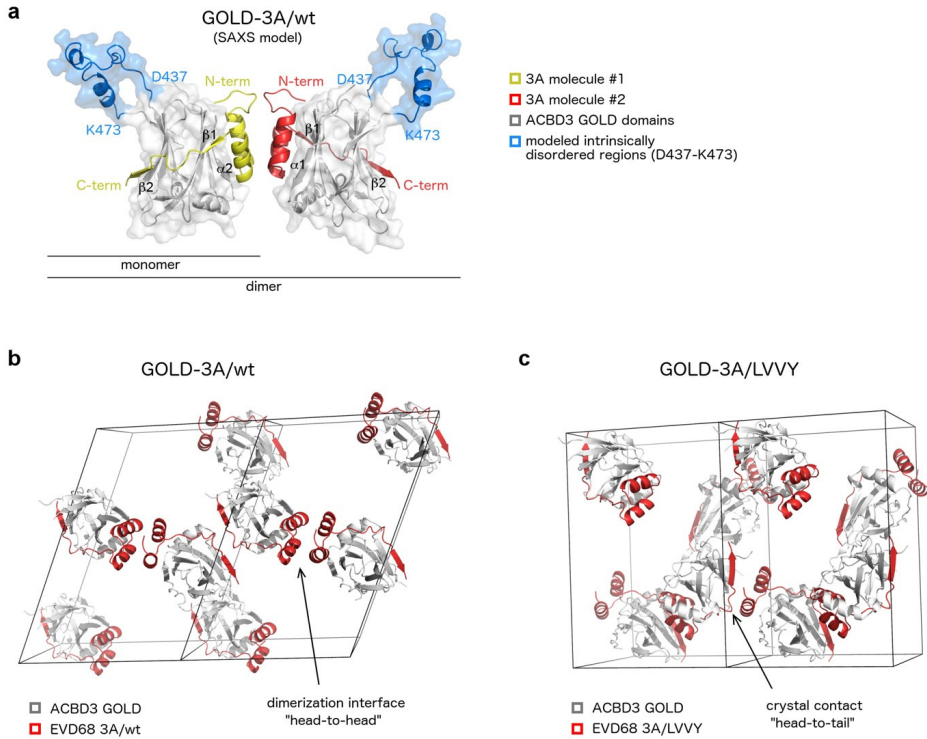 a
GOLD-3A/wt
(SAXS model)
D437
N-term
N-term
D437
K473
K473
β1
β1
α2
α1
C-term
β2
β2
C-term
monomer
dimer
3A molecule #1
3A molecule #2
ACBD3 GOLD domains
modeled intrinsically
disordered regions (D437-K473)
b
GOLD-3A/wt
dimerization interface
"head-to-head"
ACBD3 GOLD
EVD68 3A/wt
c
GOLD-3A/LVVY
crystal contact
"head-to-tail"
ACBD3 GOLD
EVD68 3A/LVVY